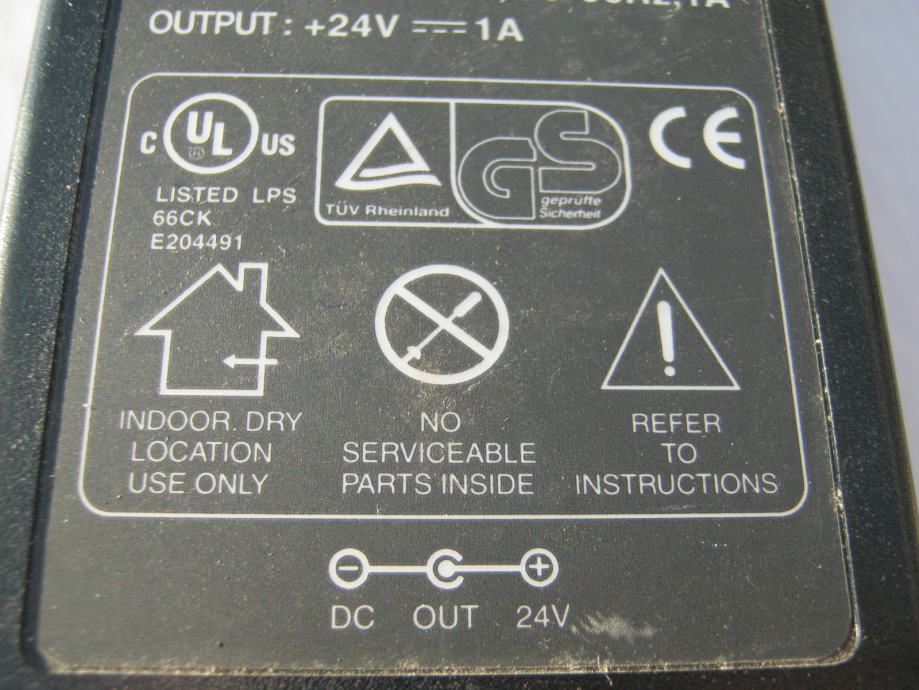 OUTPUT : +24V ⎓ 1A
C UL ® US
LISTED LPS
66CK
E204491
TÜV Rheinland
GS
geprüfte
Sicherheit
CE
INDOOR. DRY
LOCATION
USE ONLY
NO
SERVICEABLE
PARTS INSIDE
REFER
TO
INSTRUCTIONS
DC OUT 24V